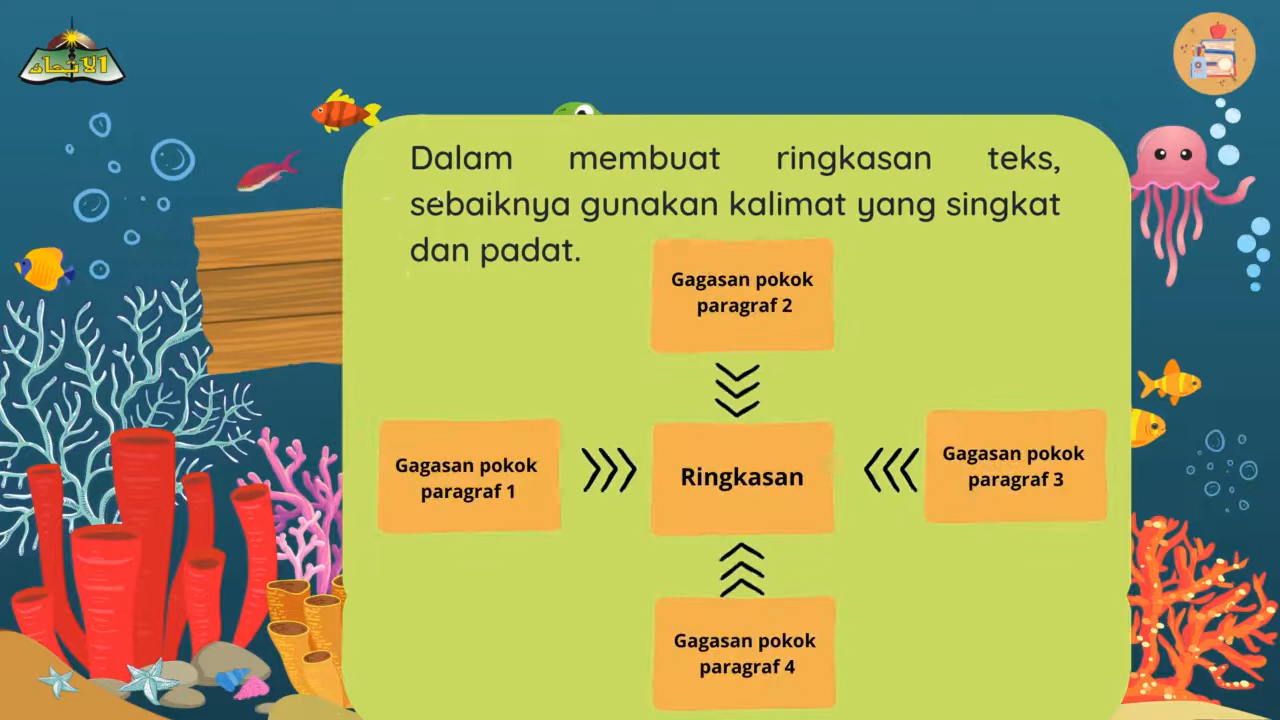 الاتحاد
Dalam membuat ringkasan teks,
sebaiknya gunakan kalimat yang singkat
dan padat.
Gagasan pokok
paragraf 2
Gagasan pokok
paragraf 1
Ringkasan
Gagasan pokok
paragraf 3
Gagasan pokok
paragraf 4